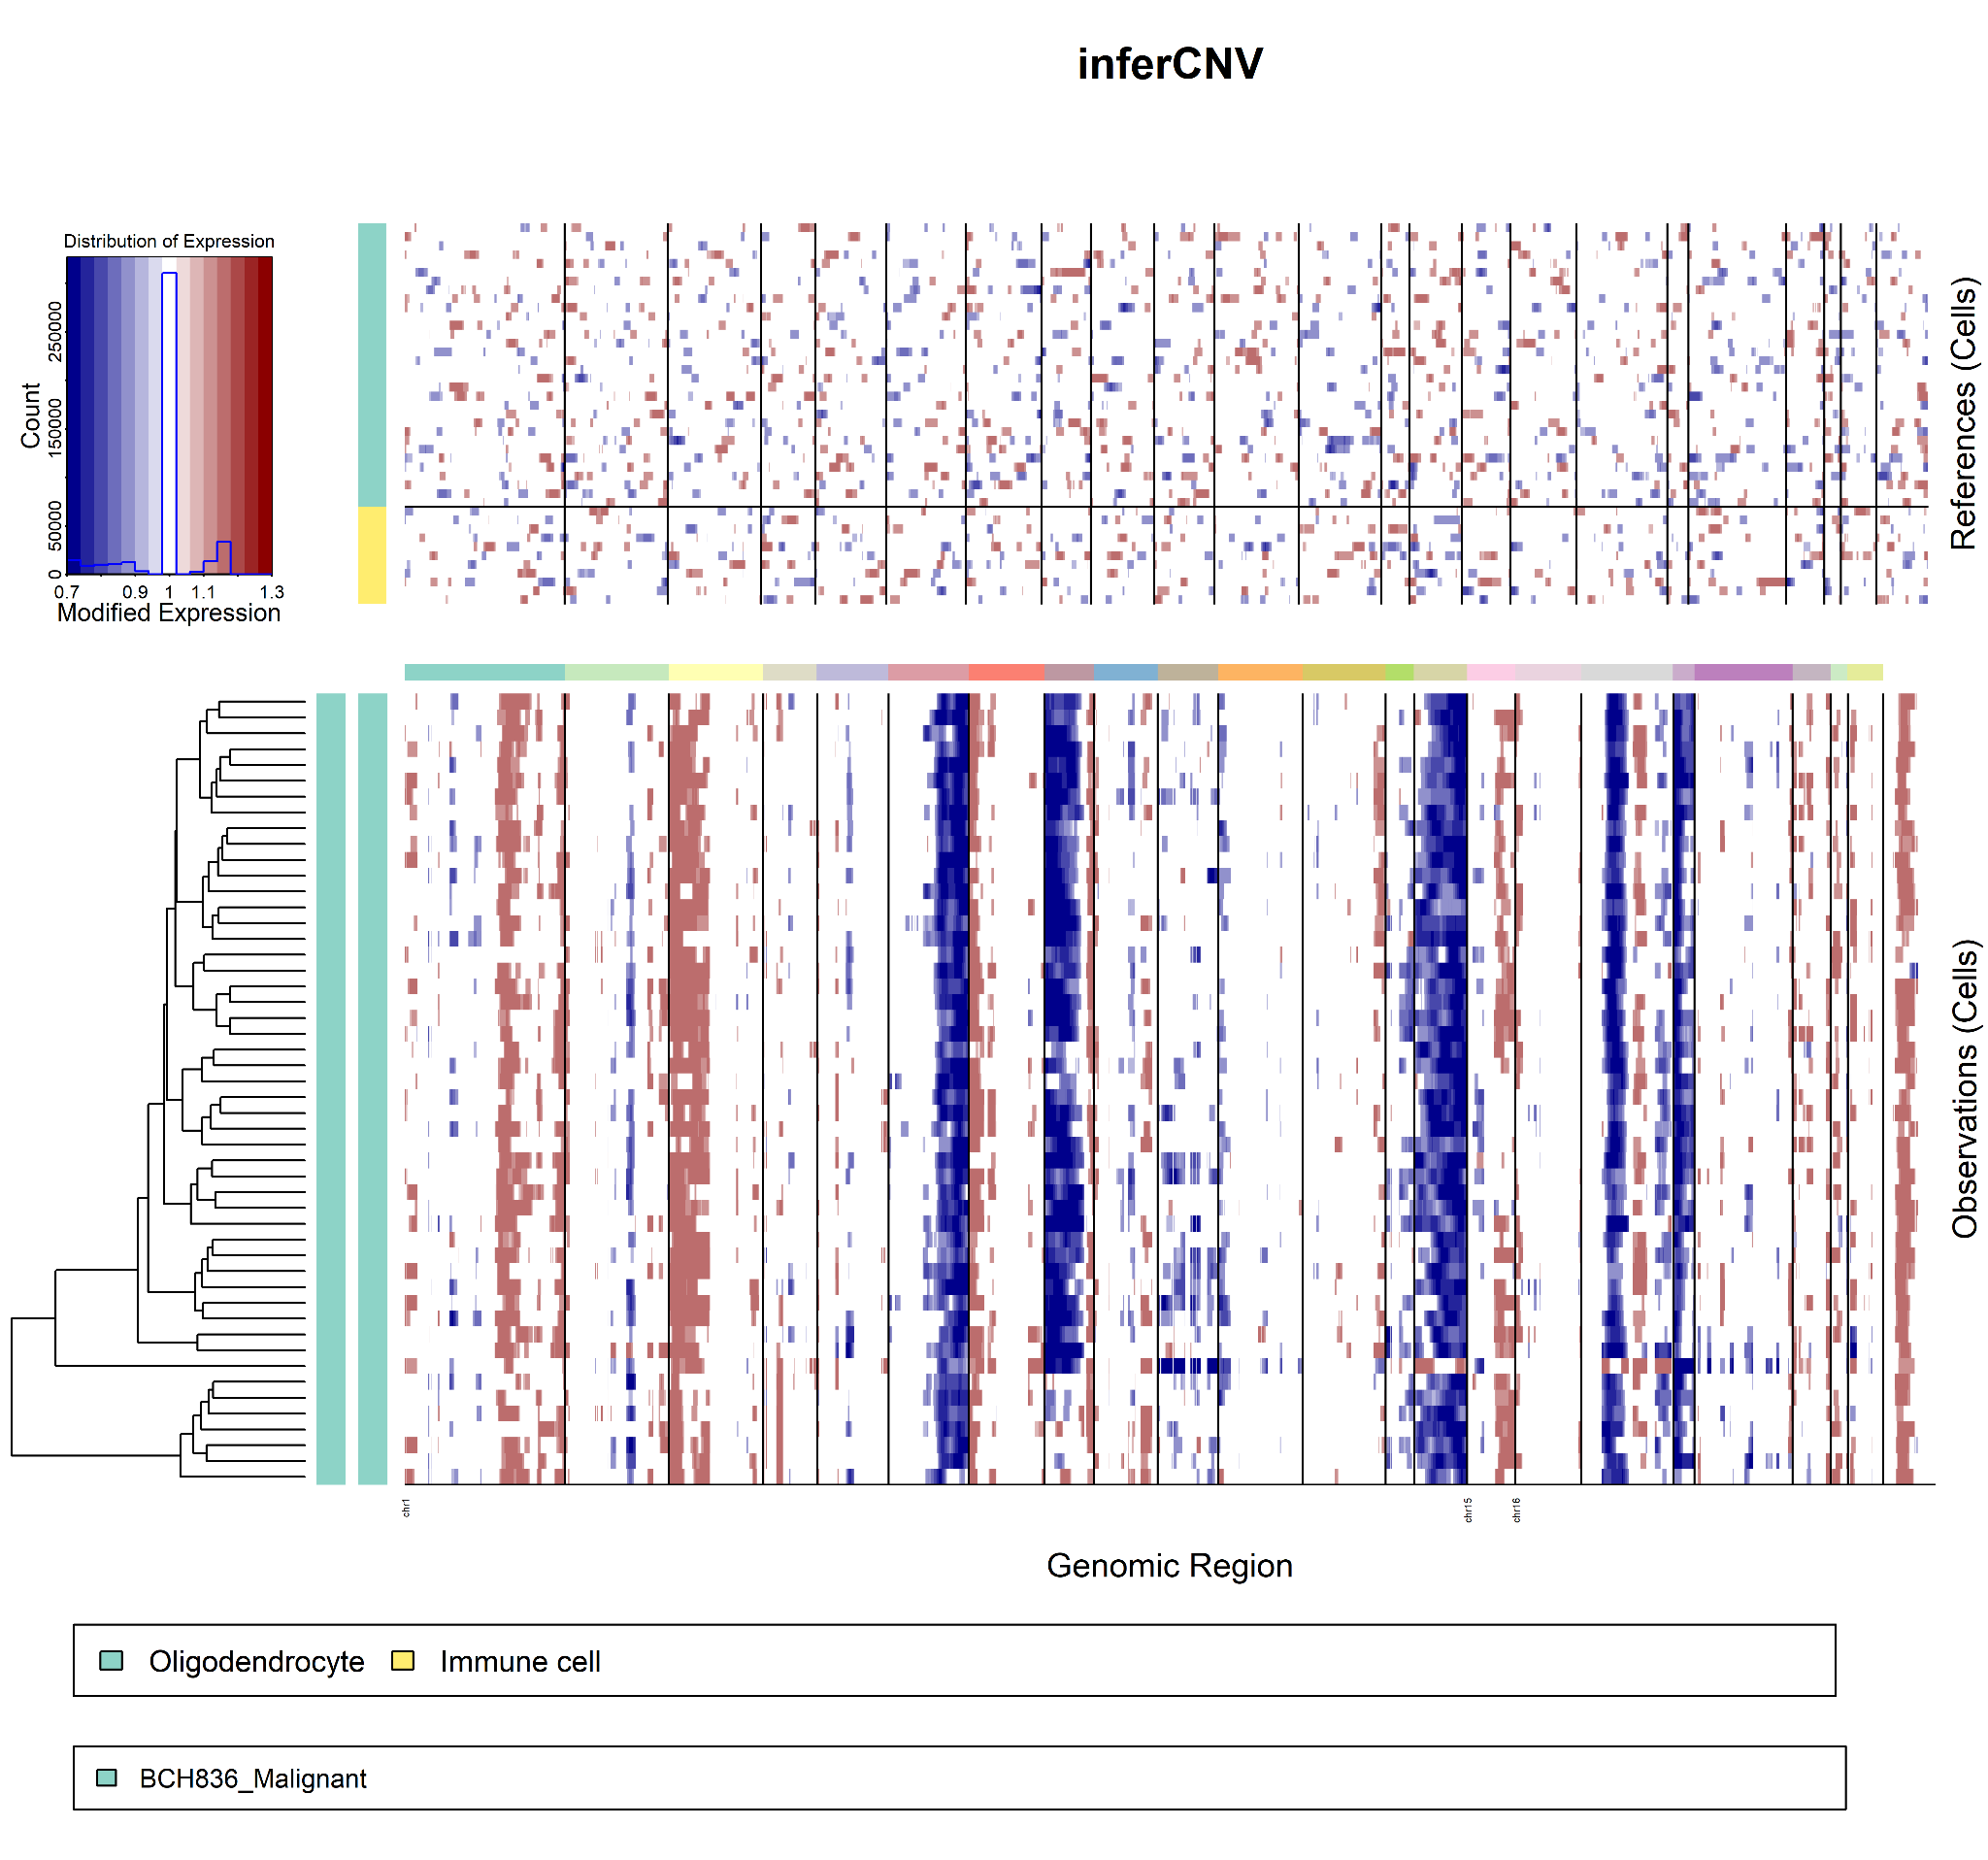 inferCNV
Distribution of Expression
Count
0
50000
150000
250000
0.7
0.9
1
1.1
1.3
Modified Expression
References (Cells)
Observations (Cells)
chr1
chr15
chr16
Genomic Region
Oligodendrocyte
Immune cell
BCH836_Malignant